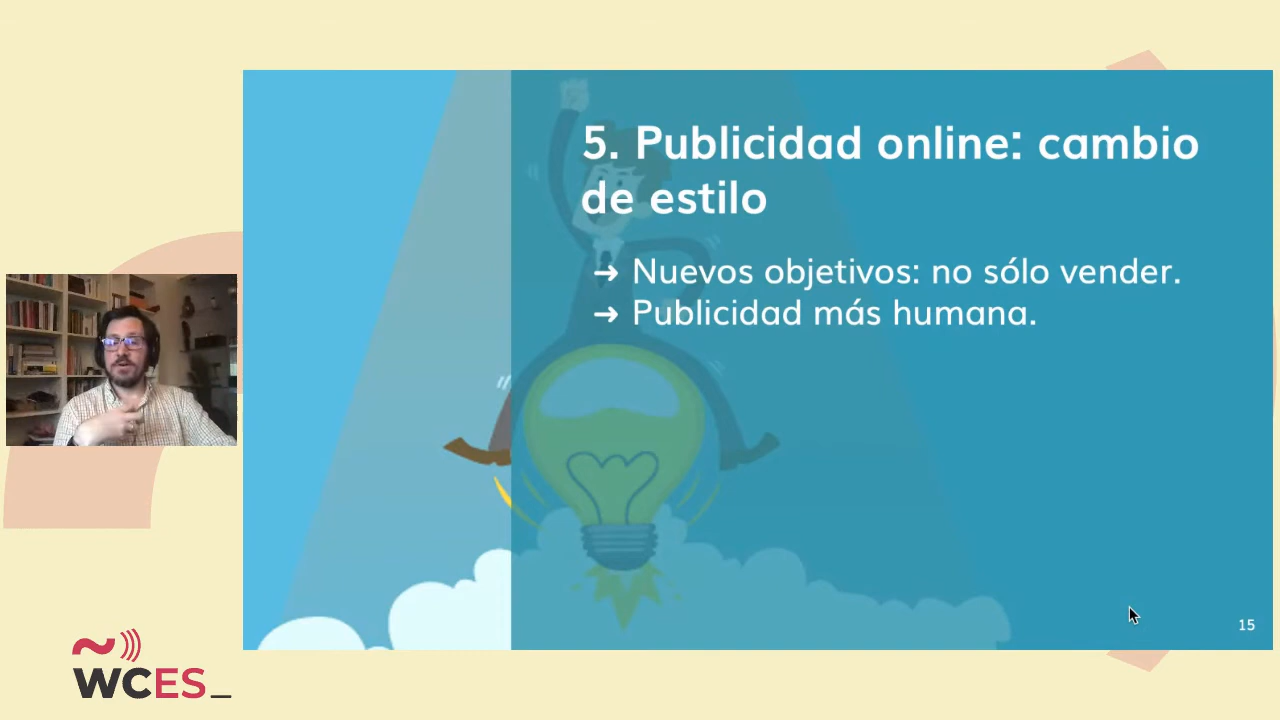 5. Publicidad online: cambio
de estilo
➜ Nuevos objetivos: no sólo vender.
➜ Publicidad más humana.
15
WCES_